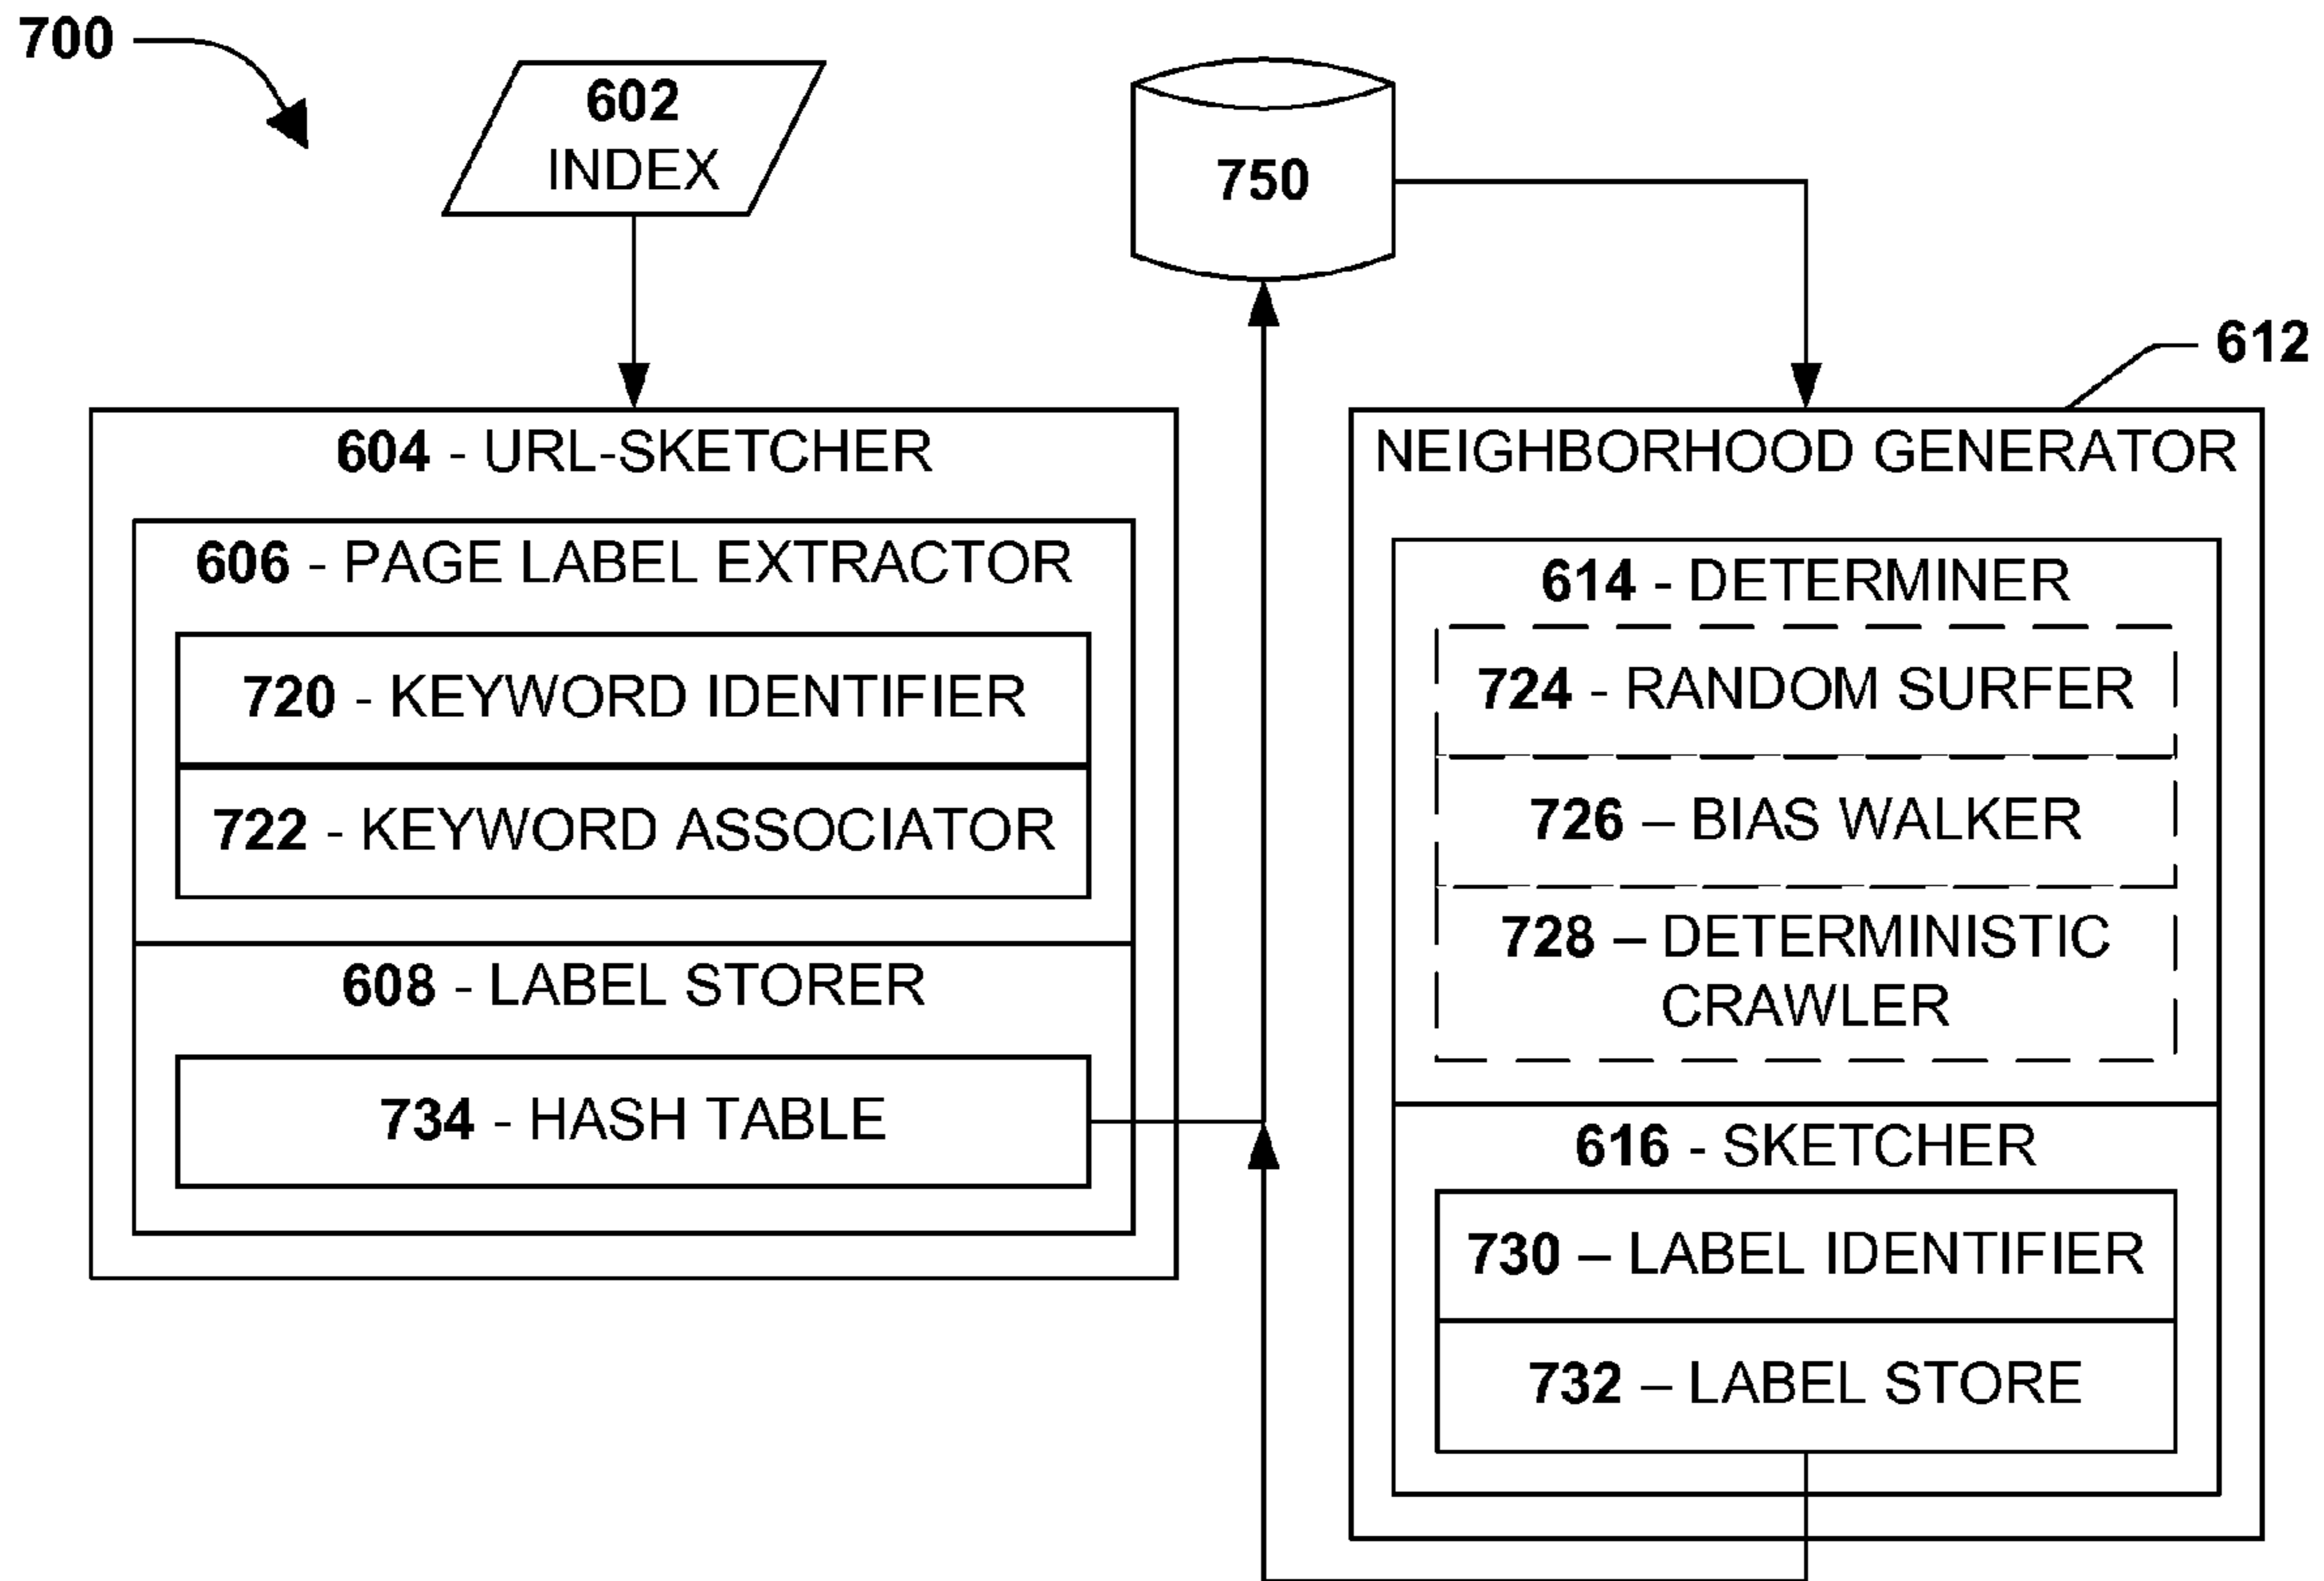 700
602
INDEX
750
612
604 - URL-SKETCHER
606 - PAGE LABEL EXTRACTOR
720 - KEYWORD IDENTIFIER
722 - KEYWORD ASSOCIATOR
608 - LABEL STORER
734 - HASH TABLE
NEIGHBORHOOD GENERATOR
614 - DETERMINER
724 - RANDOM SURFER
726 – BIAS WALKER
728 – DETERMINISTIC
CRAWLER
616 - SKETCHER
730 – LABEL IDENTIFIER
732 – LABEL STORE